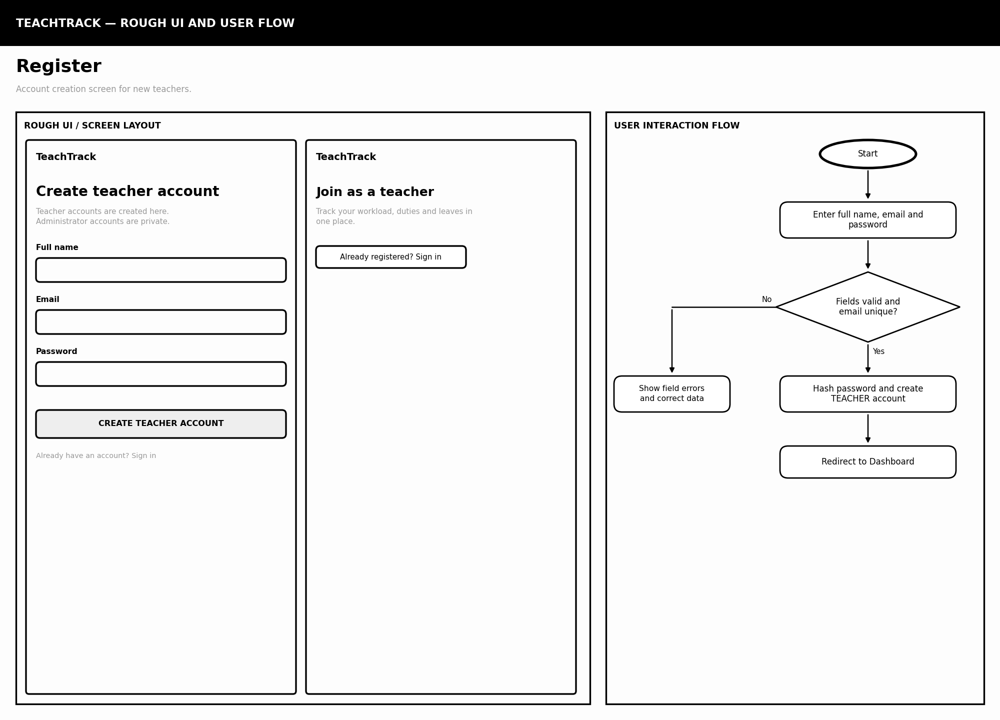 TEACHTRACK — ROUGH UI AND USER FLOW
Register
Account creation screen for new teachers.
ROUGH UI / SCREEN LAYOUT
TeachTrack
Create teacher account
Teacher accounts are created here.
Administrator accounts are private.
Full name
Email
Password
CREATE TEACHER ACCOUNT
Already have an account? Sign in
TeachTrack
Join as a teacher
Track your workload, duties and leaves in
one place.
Already registered? Sign in
USER INTERACTION FLOW
Start
Enter full name, email and
password
Fields valid and
email unique?
No
Yes
Show field errors
and correct data
Hash password and create
TEACHER account
Redirect to Dashboard